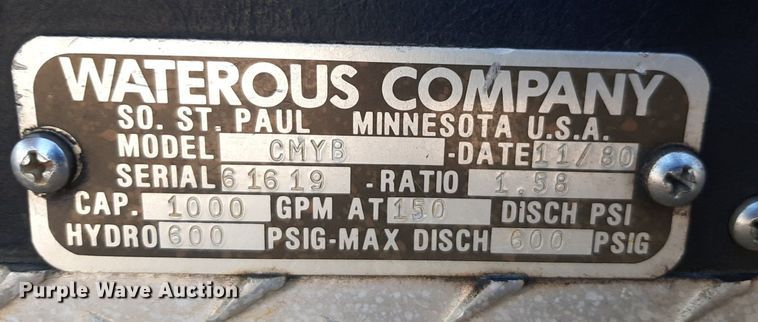 WATEROUS COMPANY
SO. ST. PAUL MINNESOTA U.S.A.
MODEL CMYB -DATE 11/80
SERIAL 61619 -RATIO 1.58
CAP. 1000 GPM AT 150 DISCH PSI
HYDRO 600 PSIG-MAX DISCH 600 PSIG
Purple Wave Auction